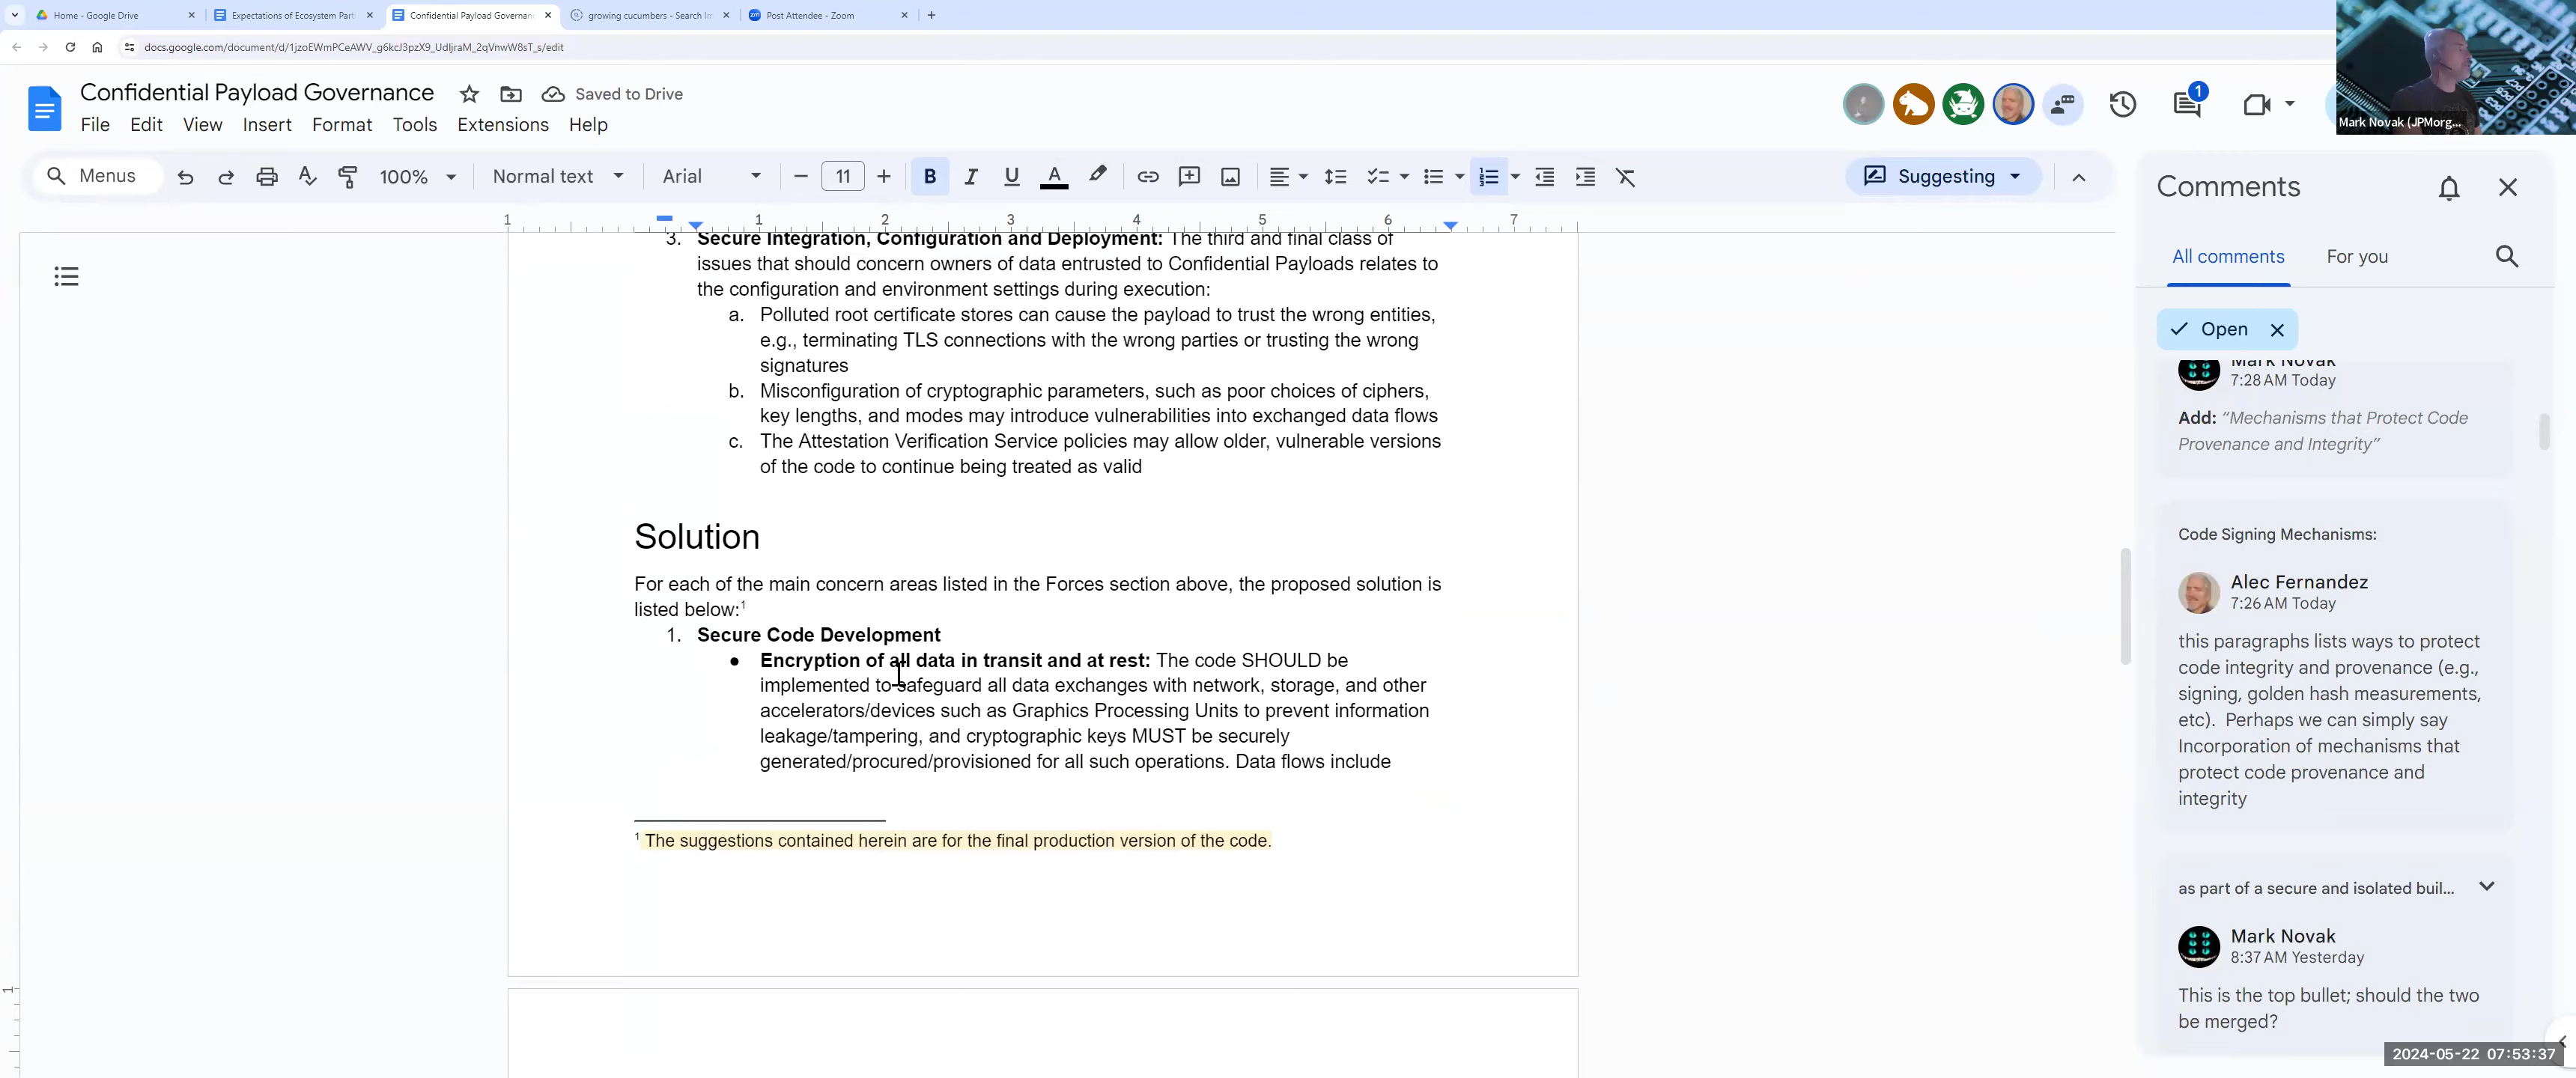 Home - Google Drive
Expectations of Ecosystem Part
Confidential Payload Governan
growing cucumbers - Search Im
Post Attendee - Zoom
docs.google.com/document/d/1jzoEWmPCeAWV_g6kcJ3pzX9_UdIjraM_2qVnwW8sT_s/edit
Mark Novak (JPMorg...
Confidential Payload Governance
Saved to Drive
File Edit View Insert Format Tools Extensions Help
1
Menus
100%
Normal text
Arial
11
B
I
U
A
Suggesting
1 1 2 3 4 5 6 7
3. Secure Integration, Configuration and Deployment: The third and final class of
issues that should concern owners of data entrusted to Confidential Payloads relates to
the configuration and environment settings during execution:
a. Polluted root certificate stores can cause the payload to trust the wrong entities,
e.g., terminating TLS connections with the wrong parties or trusting the wrong
signatures
b. Misconfiguration of cryptographic parameters, such as poor choices of ciphers,
key lengths, and modes may introduce vulnerabilities into exchanged data flows
c. The Attestation Verification Service policies may allow older, vulnerable versions
of the code to continue being treated as valid
Solution
For each of the main concern areas listed in the Forces section above, the proposed solution is
listed below:1
1. Secure Code Development
● Encryption of all data in transit and at rest: The code SHOULD be
implemented to safeguard all data exchanges with network, storage, and other
accelerators/devices such as Graphics Processing Units to prevent information
leakage/tampering, and cryptographic keys MUST be securely
generated/procured/provisioned for all such operations. Data flows include
1 The suggestions contained herein are for the final production version of the code.
1
Comments
All comments
For you
Open
Mark Novak
7:28 AM Today
Add: “Mechanisms that Protect Code
Provenance and Integrity”
Code Signing Mechanisms:
Alec Fernandez
7:26 AM Today
this paragraphs lists ways to protect
code integrity and provenance (e.g.,
signing, golden hash measurements,
etc). Perhaps we can simply say
Incorporation of mechanisms that
protect code provenance and
integrity
as part of a secure and isolated buil...
Mark Novak
8:37 AM Yesterday
This is the top bullet; should the two
be merged?
2024-05-22 07:53:37